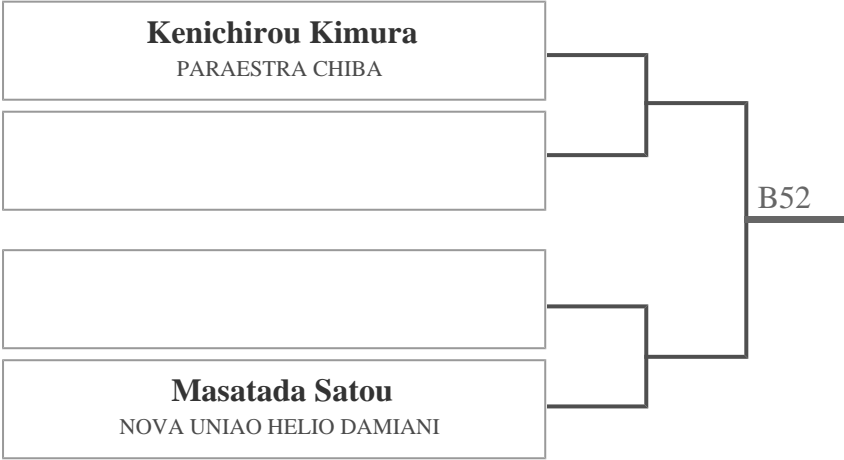 Kenichirou Kimura
PARAESTRA CHIBA
B52
Masatada Satou
NOVA UNIAO HELIO DAMIANI